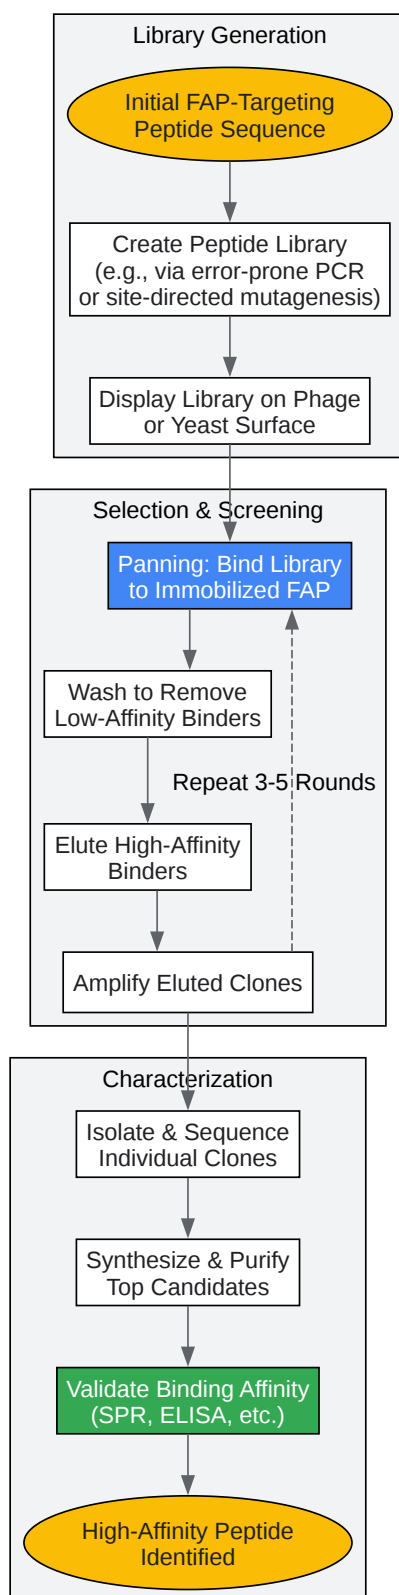 Library Generation
Initial FAP-Targeting
Peptide Sequence
Create Peptide Library
(e.g., via error-prone PCR
or site-directed mutagenesis)
Display Library on Phage
or Yeast Surface
Selection & Screening
Panning: Bind Library
to Immobilized FAP
Wash to Remove
Low-Affinity Binders
Repeat 3-5 Rounds
Elute High-Affinity
Binders
Amplify Eluted Clones
Characterization
Isolate & Sequence
Individual Clones
Synthesize & Purify
Top Candidates
Validate Binding Affinity
(SPR, ELISA, etc.)
High-Affinity Peptide
Identified